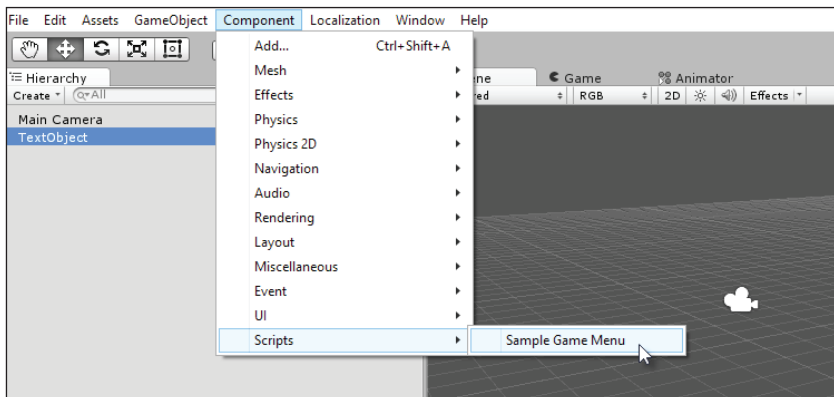 File Edit Assets GameObject Component Localization Window Help
Add... Ctrl+Shift+A
Mesh
Effects
Physics
Physics 2D
Navigation
Audio
Rendering
Layout
Miscellaneous
Event
UI
Scripts
Sample Game Menu
Hierarchy
Create All
Main Camera
TextObject
ene Game Animator
red RGB 2D Effects